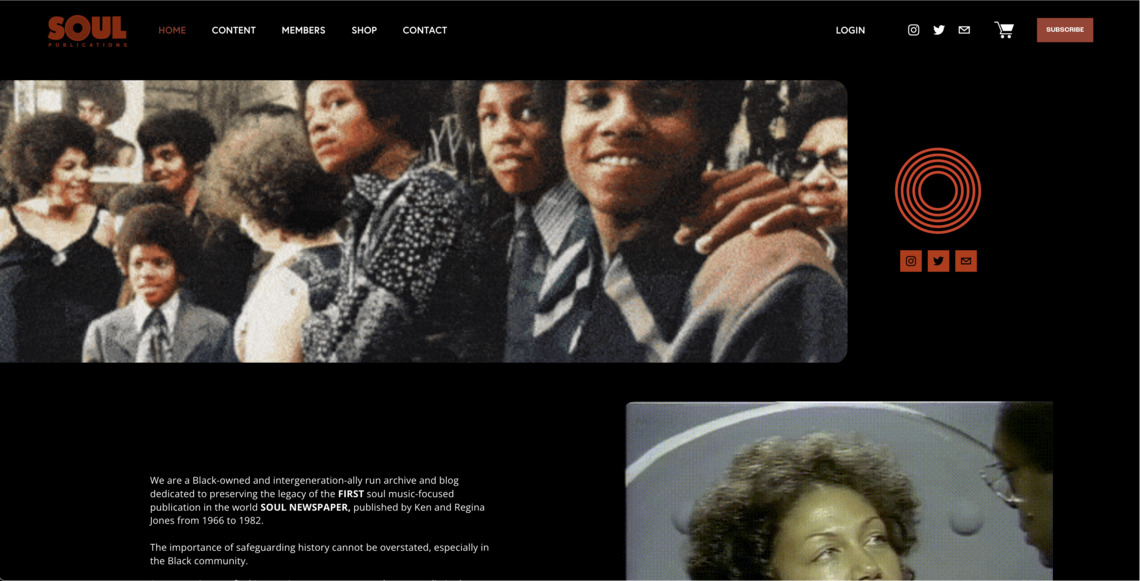 SOUL
PUBLICATIONS
HOME
CONTENT
MEMBERS
SHOP
CONTACT
LOGIN
SUBSCRIBE
We are a Black-owned and intergeneration-ally run archive and blog
dedicated to preserving the legacy of the FIRST soul music-focused
publication in the world SOUL NEWSPAPER, published by Ken and Regina
Jones from 1966 to 1982.
The importance of safeguarding history cannot be overstated, especially in
the Black community.